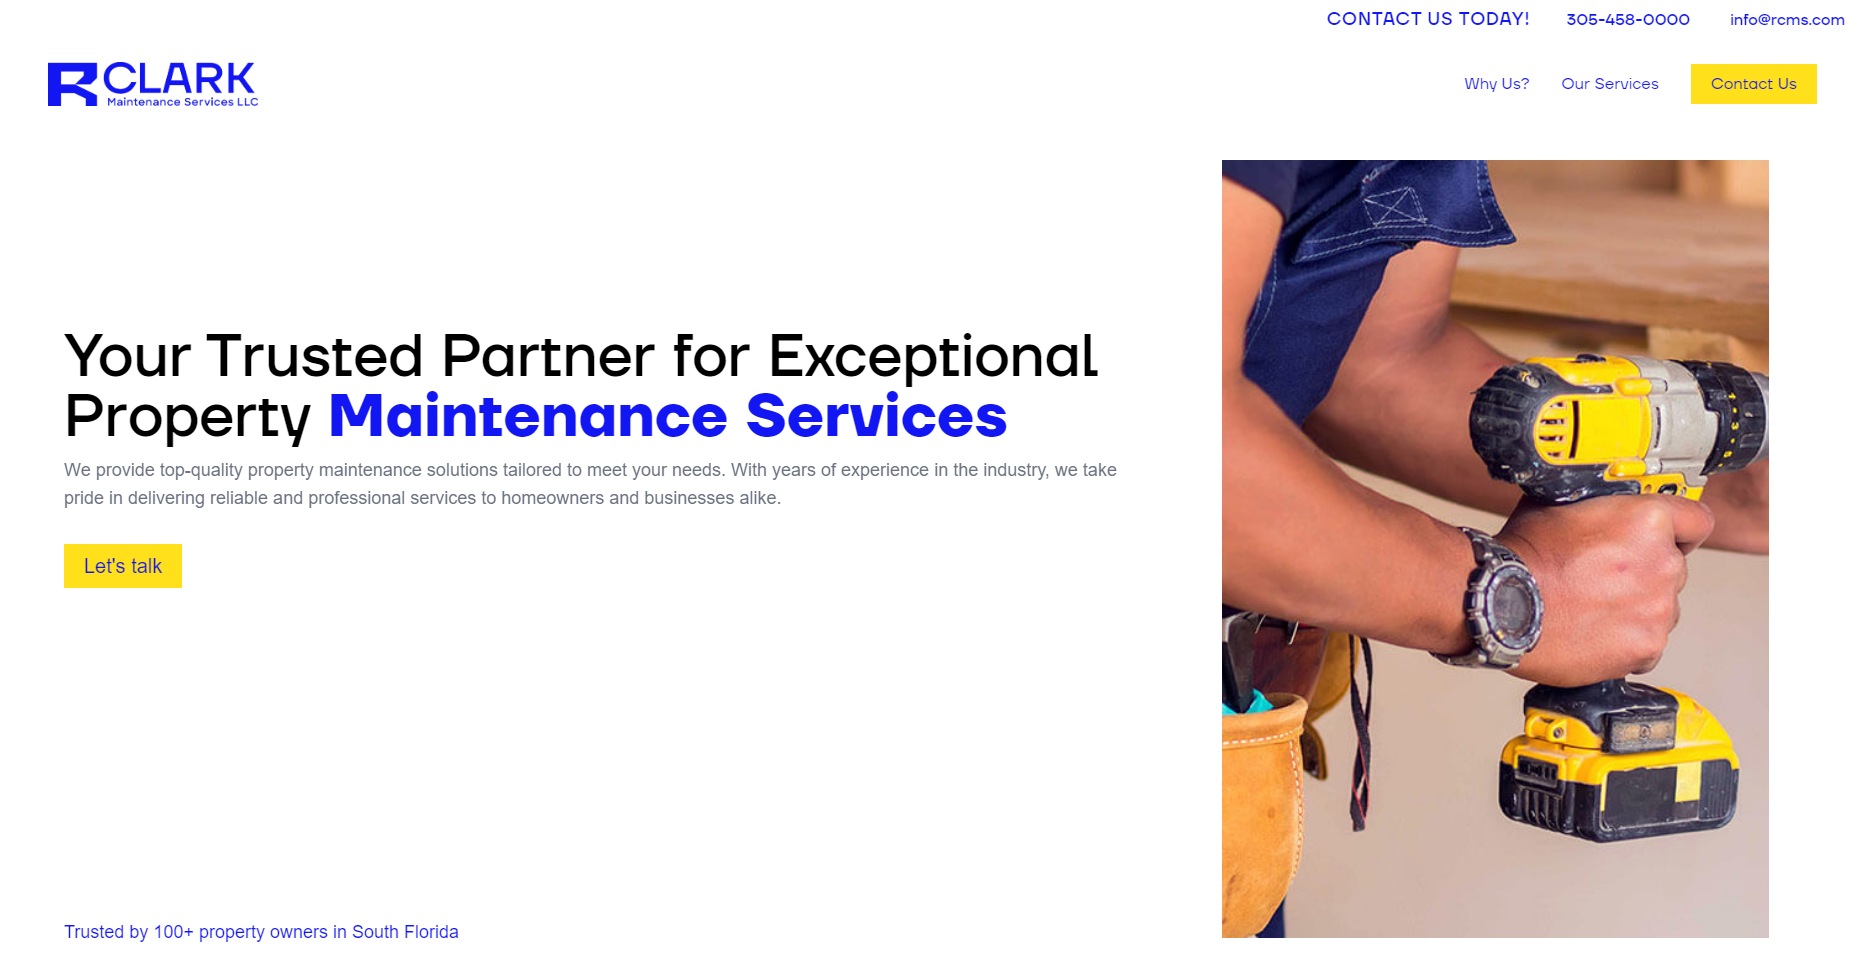 CONTACT US TODAY! 305-458-0000 info@rcms.com
R CLARK
Maintenance Services LLC
Why Us? Our Services Contact Us
Your Trusted Partner for Exceptional
Property Maintenance Services
We provide top-quality property maintenance solutions tailored to meet your needs. With years of experience in the industry, we take
pride in delivering reliable and professional services to homeowners and businesses alike.
Let's talk
Trusted by 100+ property owners in South Florida